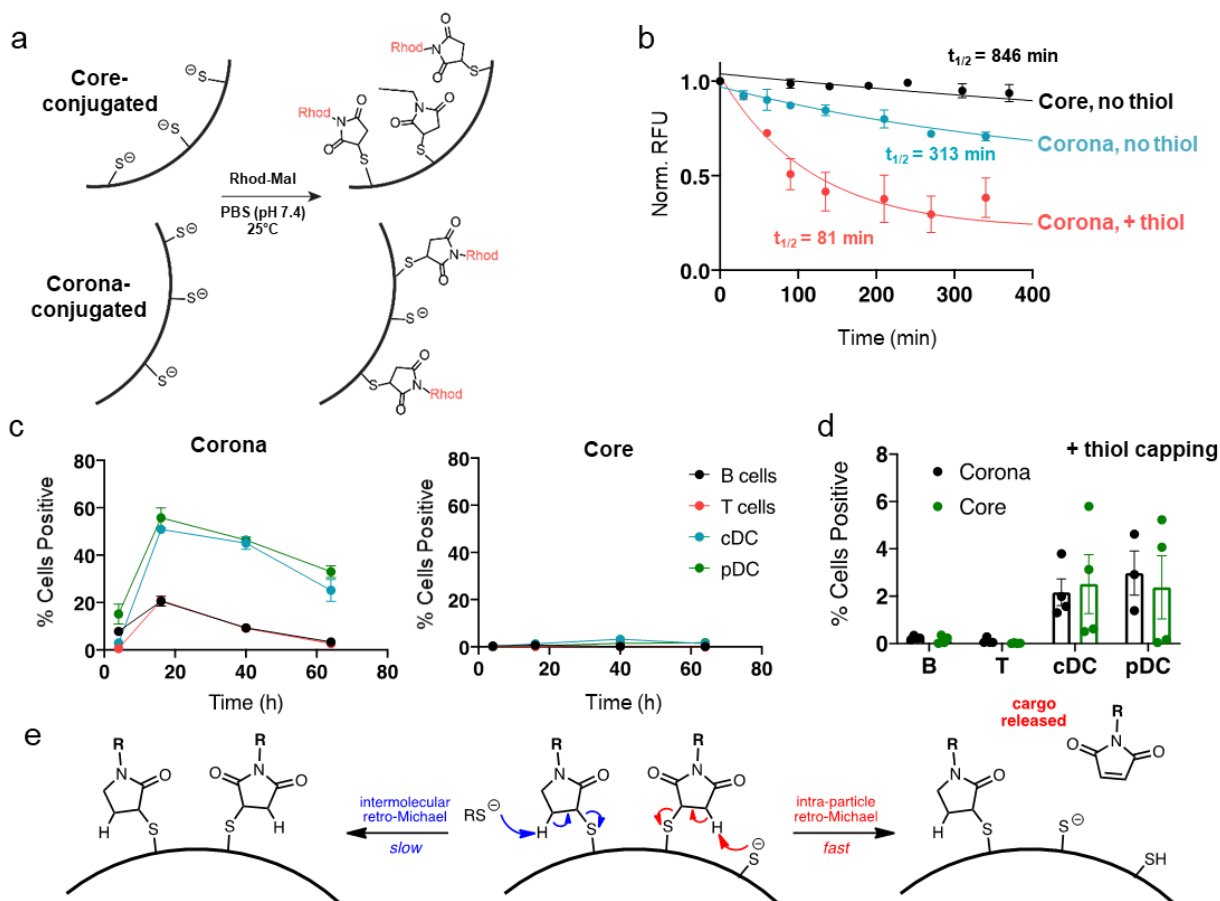 a
Core-
conjugated
S⊖
S⊖
S⊖
Corona-
conjugated
S⊖
S⊖
S⊖
Rhod-Mal
PBS (pH 7.4)
25°C
Rhod
N
O
O
S
Rhod
N
O
O
S
N
O
O
S
O
N
Rhod
O
S
S⊖
O
N
Rhod
O
S
b
Norm. RFU
1.0
0.5
0.0
0
100
200
300
400
Time (min)
t1/2 = 846 min
Core, no thiol
Corona, no thiol
t1/2 = 313 min
Corona, + thiol
t1/2 = 81 min
c
Corona
% Cells Positive
80
60
40
20
0
0
20
40
60
80
Time (h)
Core
% Cells Positive
80
60
40
20
0
0
20
40
60
80
Time (h)
B cells
T cells
cDC
pDC
d
+ thiol capping
% Cells Positive
8
6
4
2
0
Corona
Core
B
T
cDC
pDC
e
R
N
O
H
S
R
N
O
O
H
S
intermolecular
retro-Michael
slow
RS⊖
R
N
O
H
S
R
N
O
O
H
S
S⊖
intra-particle
retro-Michael
fast
R
N
O
H
S
S⊖
SH
cargo
released
R
N
O
O